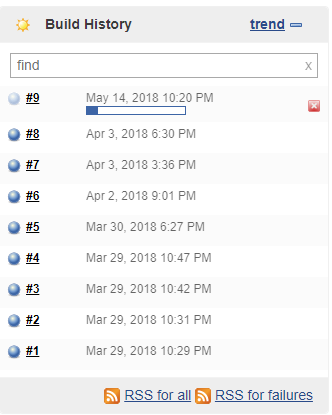 Build History trend
find x
#9 May 14, 2018 10:20 PM
#8 Apr 3, 2018 6:30 PM
#7 Apr 3, 2018 3:36 PM
#6 Apr 2, 2018 9:01 PM
#5 Mar 30, 2018 6:27 PM
#4 Mar 29, 2018 10:47 PM
#3 Mar 29, 2018 10:42 PM
#2 Mar 29, 2018 10:31 PM
#1 Mar 29, 2018 10:29 PM
RSS for all RSS for failures